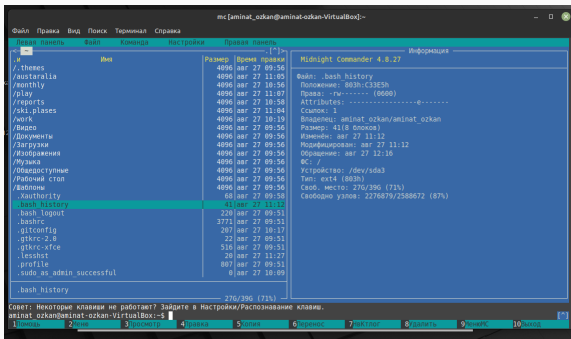 mc [aminat_ozkan@aminat-ozkan-VirtualBox]:~
Файл Правка Вид Поиск Терминал Справка
Левая панель Файл Команда Настройки Правая панель
<- ~ .[^]>
.и Имя Размер Время правки
/.themes 4096 авг 27 09:56
/australia 4096 авг 27 11:05
/monthly 4096 авг 27 10:56
/play 4096 авг 27 11:07
/reports 4096 авг 27 10:58
/ski.plases 4096 авг 27 11:04
/work 4096 авг 27 10:19
/Видео 4096 авг 27 09:56
/Документы 4096 авг 27 09:56
/Загрузки 4096 авг 27 09:56
/Изображения 4096 авг 27 09:56
/Музыка 4096 авг 27 09:56
/Общедоступные 4096 авг 27 09:56
/Рабочий стол 4096 авг 27 09:56
/Шаблоны 4096 авг 27 09:56
.Xauthority 60 авг 27 09:50
.bash_history 41 авг 27 11:12
.bash_logout 220 авг 27 09:51
.bashrc 3771 авг 27 09:51
.gitconfig 207 авг 27 10:17
.gtkrc-2.0 22 авг 27 09:51
.gtkrc-xfce 516 авг 27 09:51
.lesshst 20 авг 27 11:27
.profile 807 авг 27 09:51
.sudo_as_admin_successful 0 авг 27 10:09
.bash_history
27G/39G (71%)
Информация
Midnight Commander 4.8.27
Файл: .bash_history
Положение: 803h:C33E5h
Права: -rw------- (0600)
Attributes: --------------e------
Ссылок: 1
Владелец: aminat_ozkan/aminat_ozkan
Размер: 41(8 блоков)
Изменён: авг 27 11:12
Модифицирован: авг 27 11:12
Обращение: авг 27 12:16
ФС: /
Устройство: /dev/sda3
Тип: ext4 (803h)
Своб. место: 27G/39G (71%)
Свободно узлов: 2276879/2588672 (87%)
Совет: Некоторые клавиши не работают? Зайдите в Настройки/Распознавание клавиш.
aminat_ozkan@aminat-ozkan-VirtualBox:~$ [^]
1Помощь 2Меню 3Просмотр 4Правка 5Копия 6Перенос 7НвКтлог 8Удалить 9МенюМС 10Выход